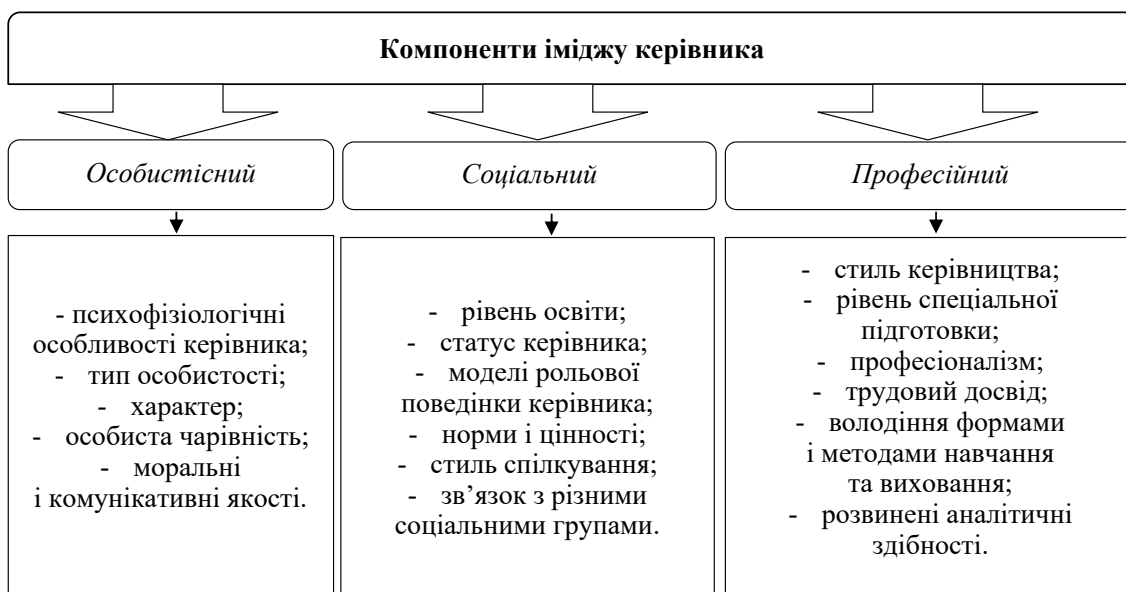 Компоненти іміджу керівника
Особистісний
Соціальний
Професійний
- психофізіологічні
особливості керівника;
- тип особистості;
- характер;
- особиста чарівність;
- моральні
і комунікативні якості.
- рівень освіти;
- статус керівника;
- моделі рольової
поведінки керівника;
- норми і цінності;
- стиль спілкування;
- зв’язок з різними
соціальними групами.
- стиль керівництва;
- рівень спеціальної
підготовки;
- професіоналізм;
- трудовий досвід;
- володіння формами
і методами навчання
та виховання;
- розвинені аналітичні
здібності.